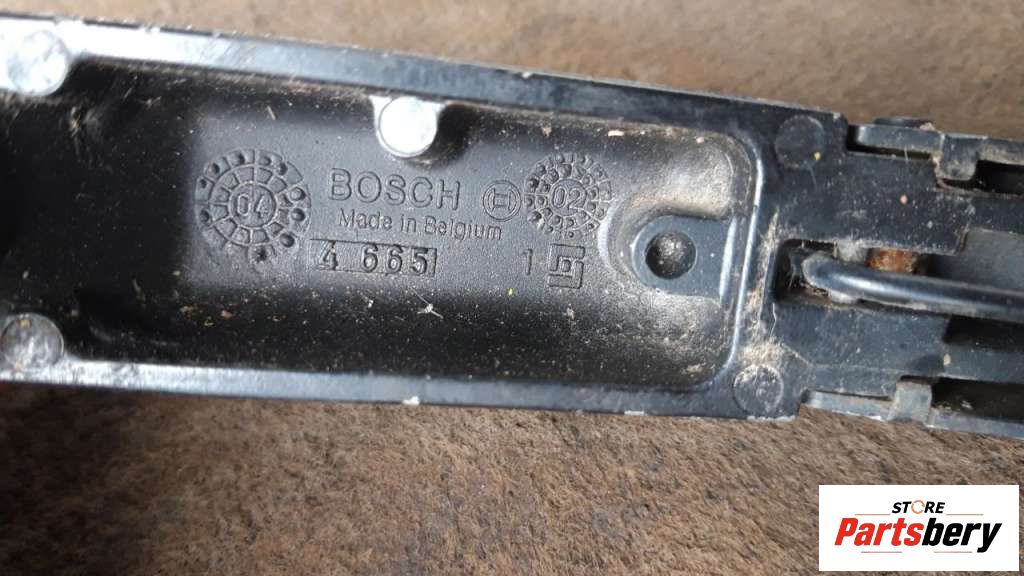 04
BOSCH
Made in Belgium
4 665
02
1
STORE
Partsbery